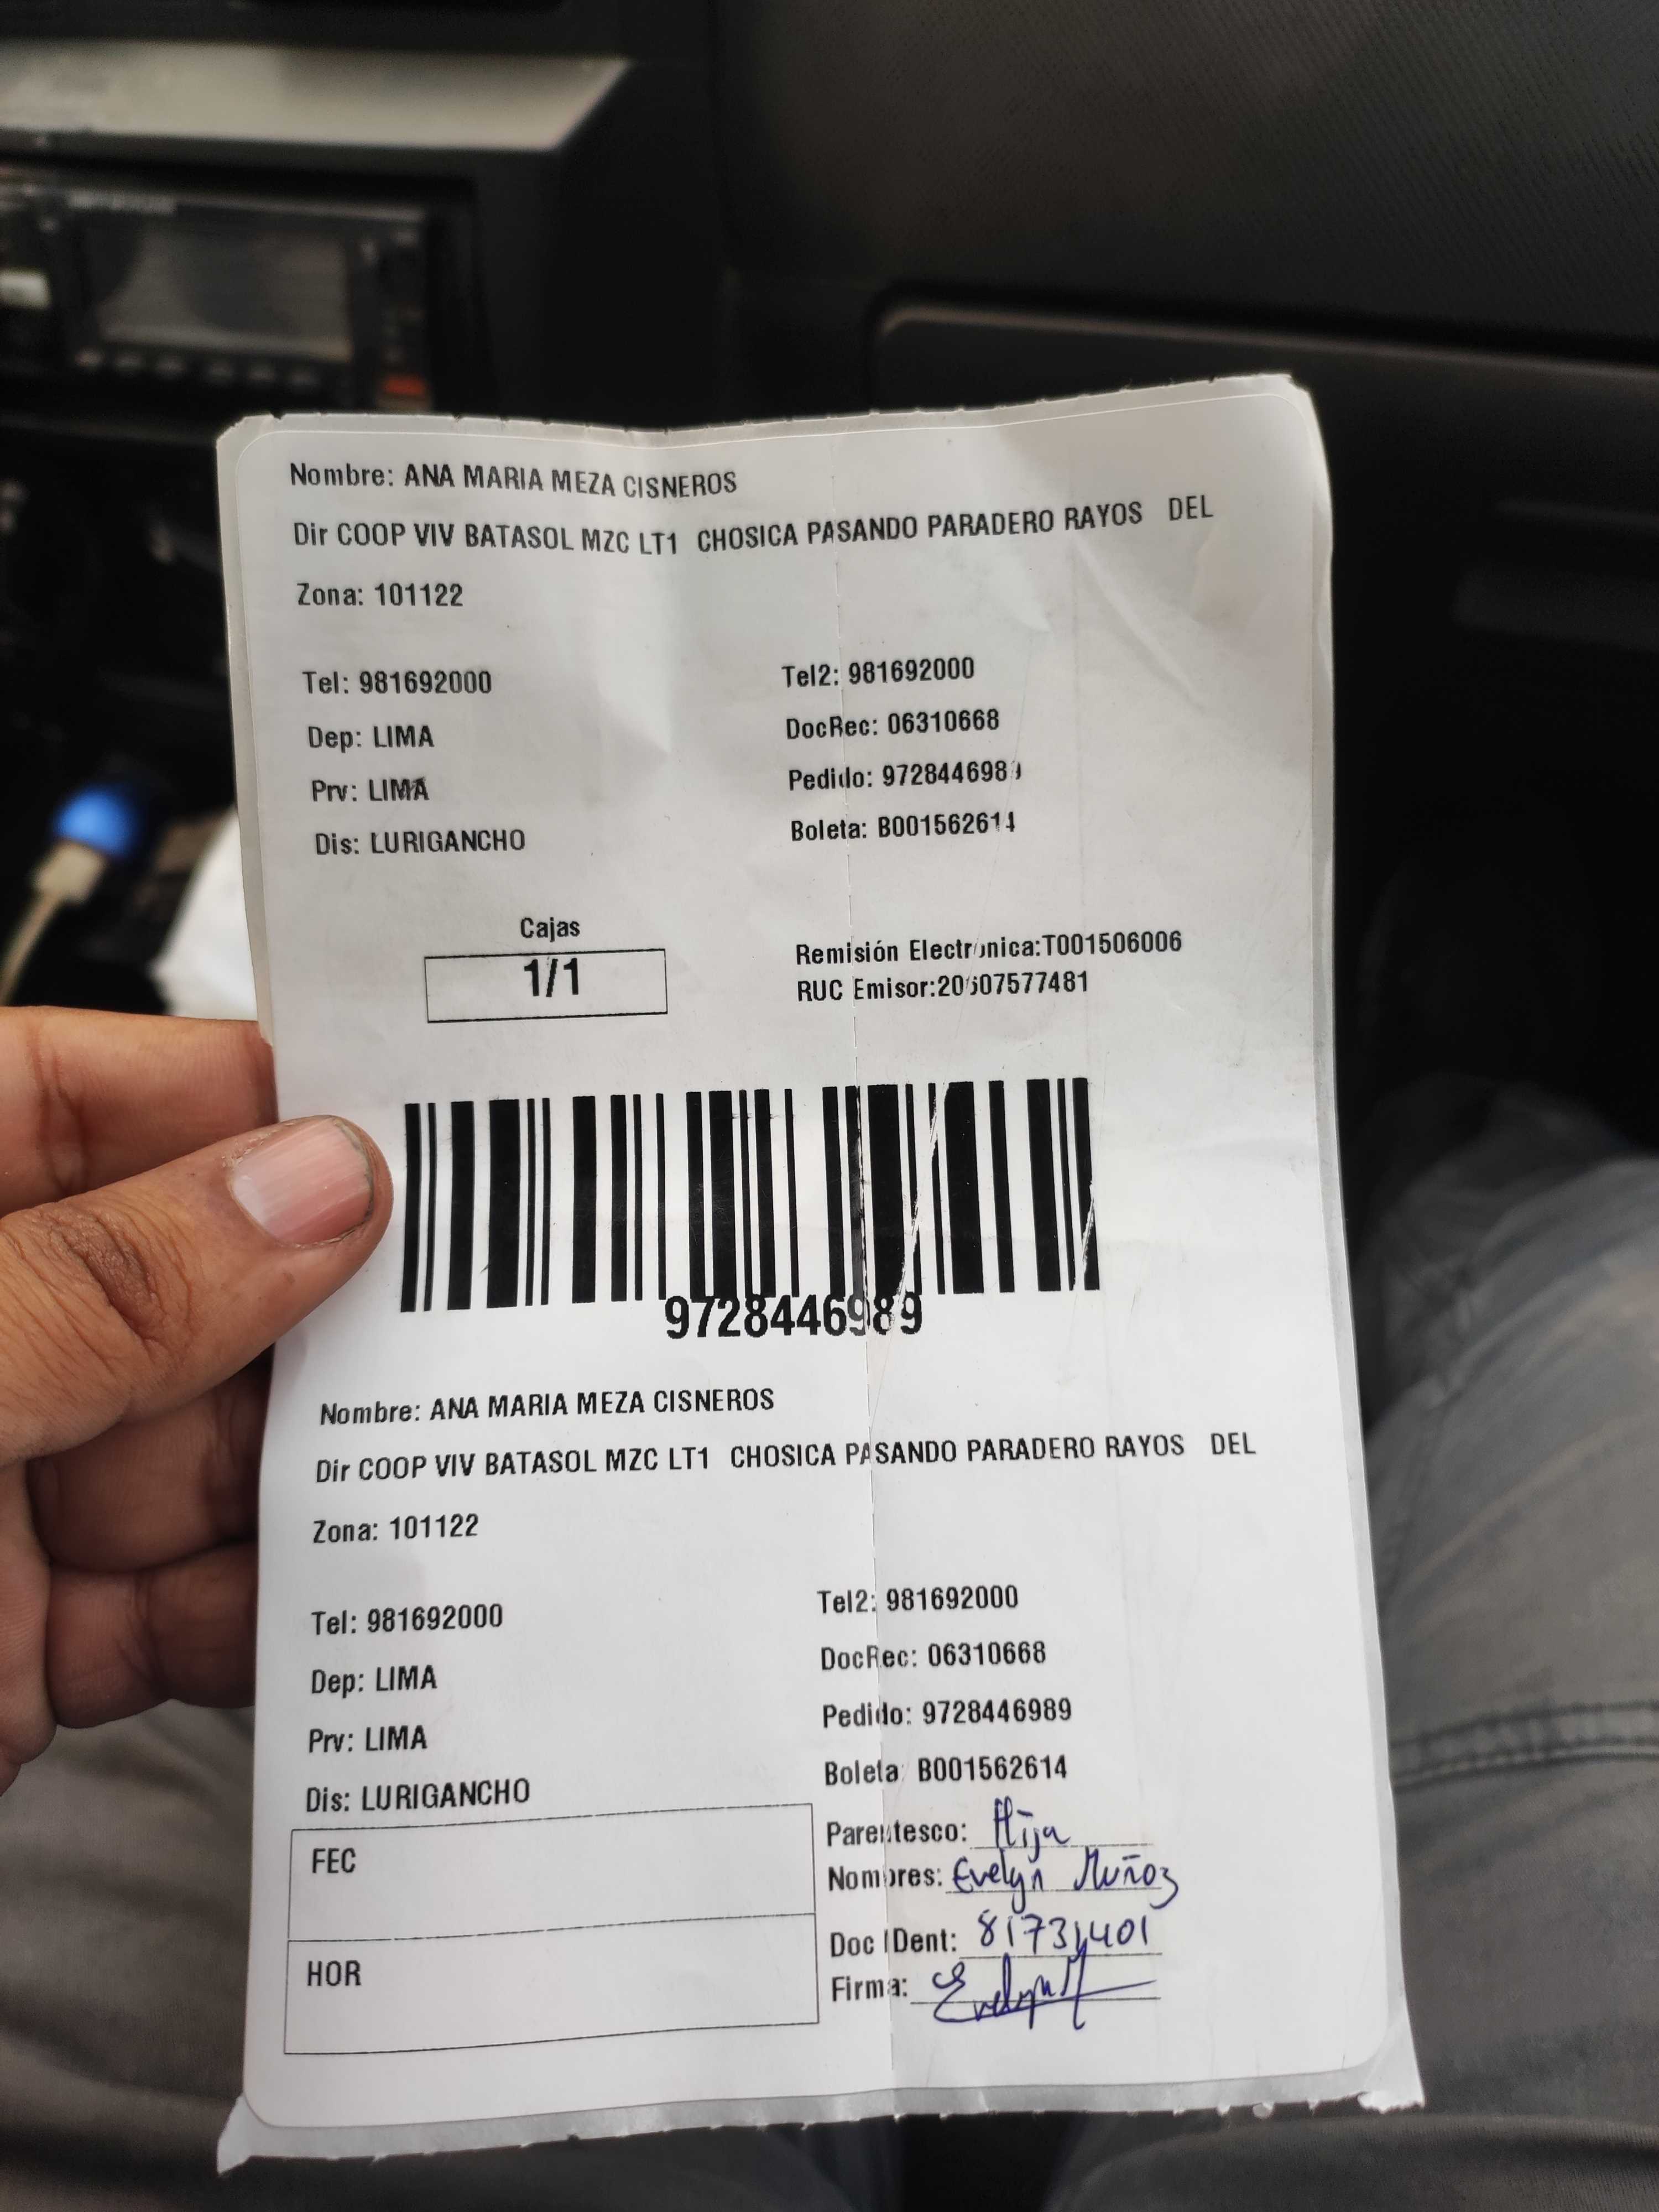 Nombre: ANA MARIA MEZA CISNEROS
Dir COOP VIV BATASOL MZC LT1 CHOSICA PASANDO PARADERO RAYOS DEL
Zona: 101122
Tel: 981692000 Tel2: 981692000
Dep: LIMA DocRec: 06310668
Prv: LIMA Pedido: 9728446989
Dis: LURIGANCHO Boleta: B001562614
Cajas
1/1
Remisión Electrónica:T001506006
RUC Emisor:20607577481
9728446989
Nombre: ANA MARIA MEZA CISNEROS
Dir COOP VIV BATASOL MZC LT1 CHOSICA PASANDO PARADERO RAYOS DEL
Zona: 101122
Tel: 981692000 Tel2: 981692000
Dep: LIMA DocRec: 06310668
Prv: LIMA Pedido: 9728446989
Dis: LURIGANCHO Boleta: B001562614
FEC
HOR
Parentesco: Hija
Nombres: Evelyn Muñoz
Doc IDent: 81731401
Firma: EvelynM